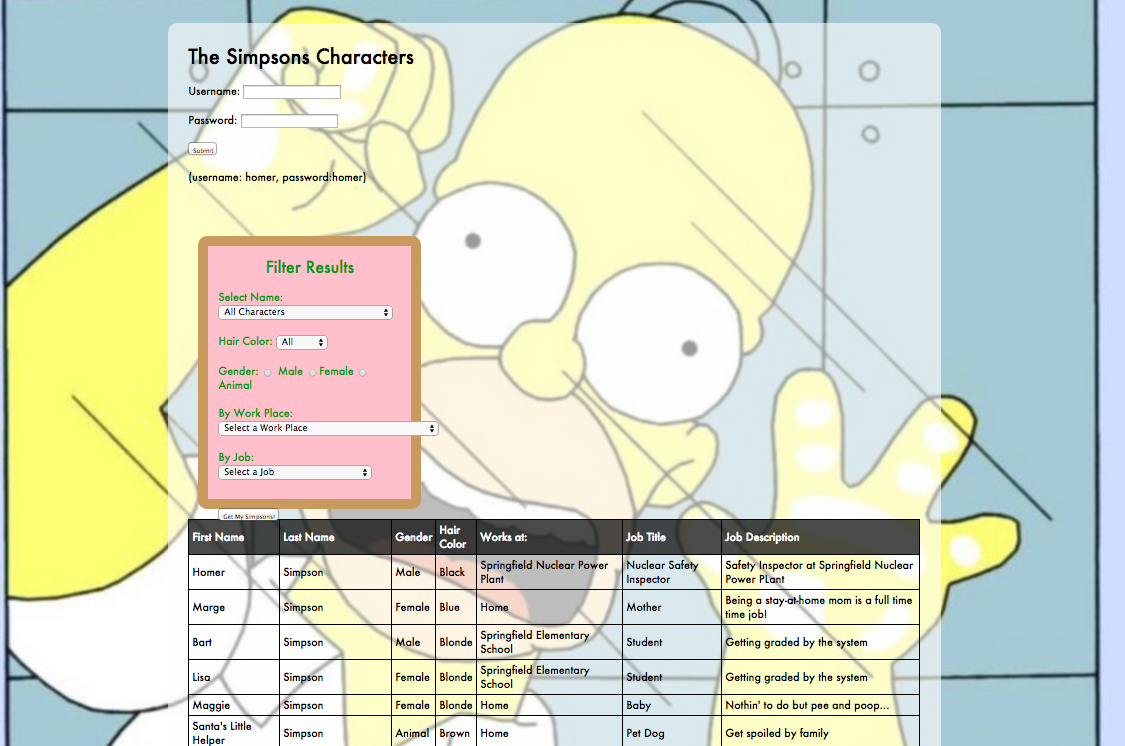 The Simpsons Characters
Username:
Password:
Submit
(username: homer, password:homer)
Filter Results
Select Name:
All Characters
Hair Color: All
Gender: Male Female
Animal
By Work Place:
Select a Work Place
By Job:
Select a Job
Get My Simpsons!
First Name Last Name Gender Hair Color Works at: Job Title Job Description
Homer Simpson Male Black Springfield Nuclear Power Plant Nuclear Safety Inspector Safety Inspector at Springfield Nuclear Power PLant
Marge Simpson Female Blue Home Mother Being a stay-at-home mom is a full time time job!
Bart Simpson Male Blonde Springfield Elementary School Student Getting graded by the system
Lisa Simpson Female Blonde Springfield Elementary School Student Getting graded by the system
Maggie Simpson Female Blonde Home Baby Nothin' to do but pee and poop...
Santa's Little Helper Simpson Animal Brown Home Pet Dog Get spoiled by family